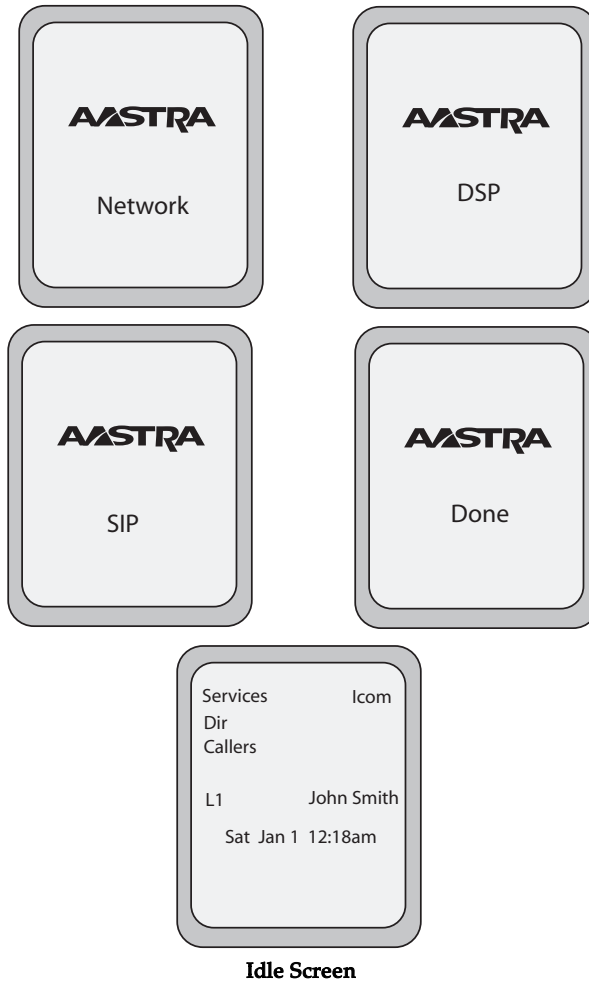 AASTRA
Network
AASTRA
DSP
AASTRA
SIP
AASTRA
Done
Services Icom
Dir
Callers
L1 John Smith
Sat Jan 1 12:18am
Idle Screen